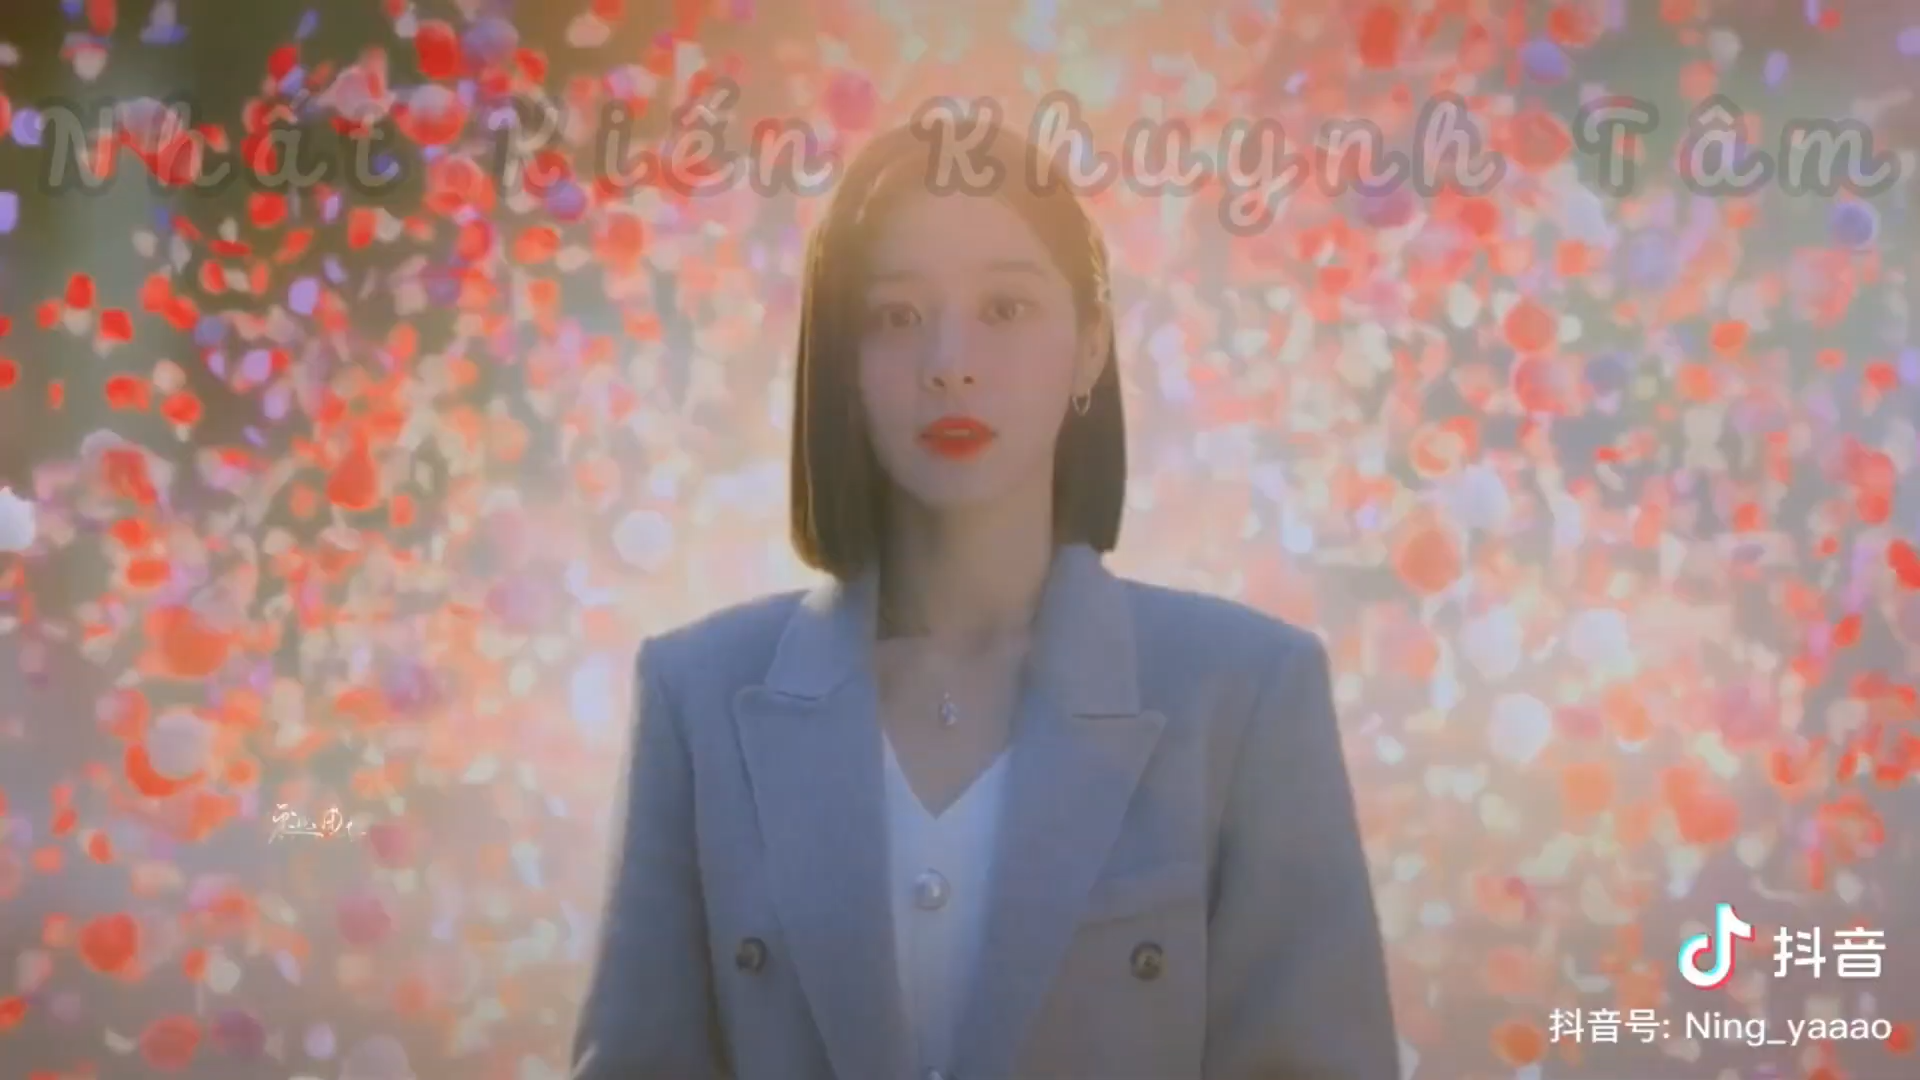 Nhất Kiến Khuynh Tâm
抖音
抖音号: Ning_yaaao